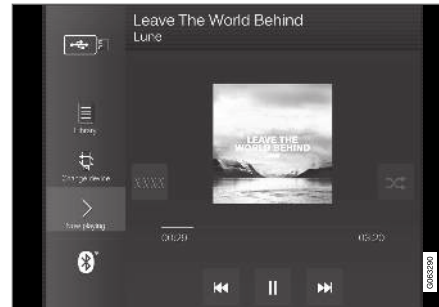 Leave The World Behind
Lune
Library
Change device
Now playing
LEAVE THE
WORLD BEHIND
XXXX
00:29
03:20
G063290